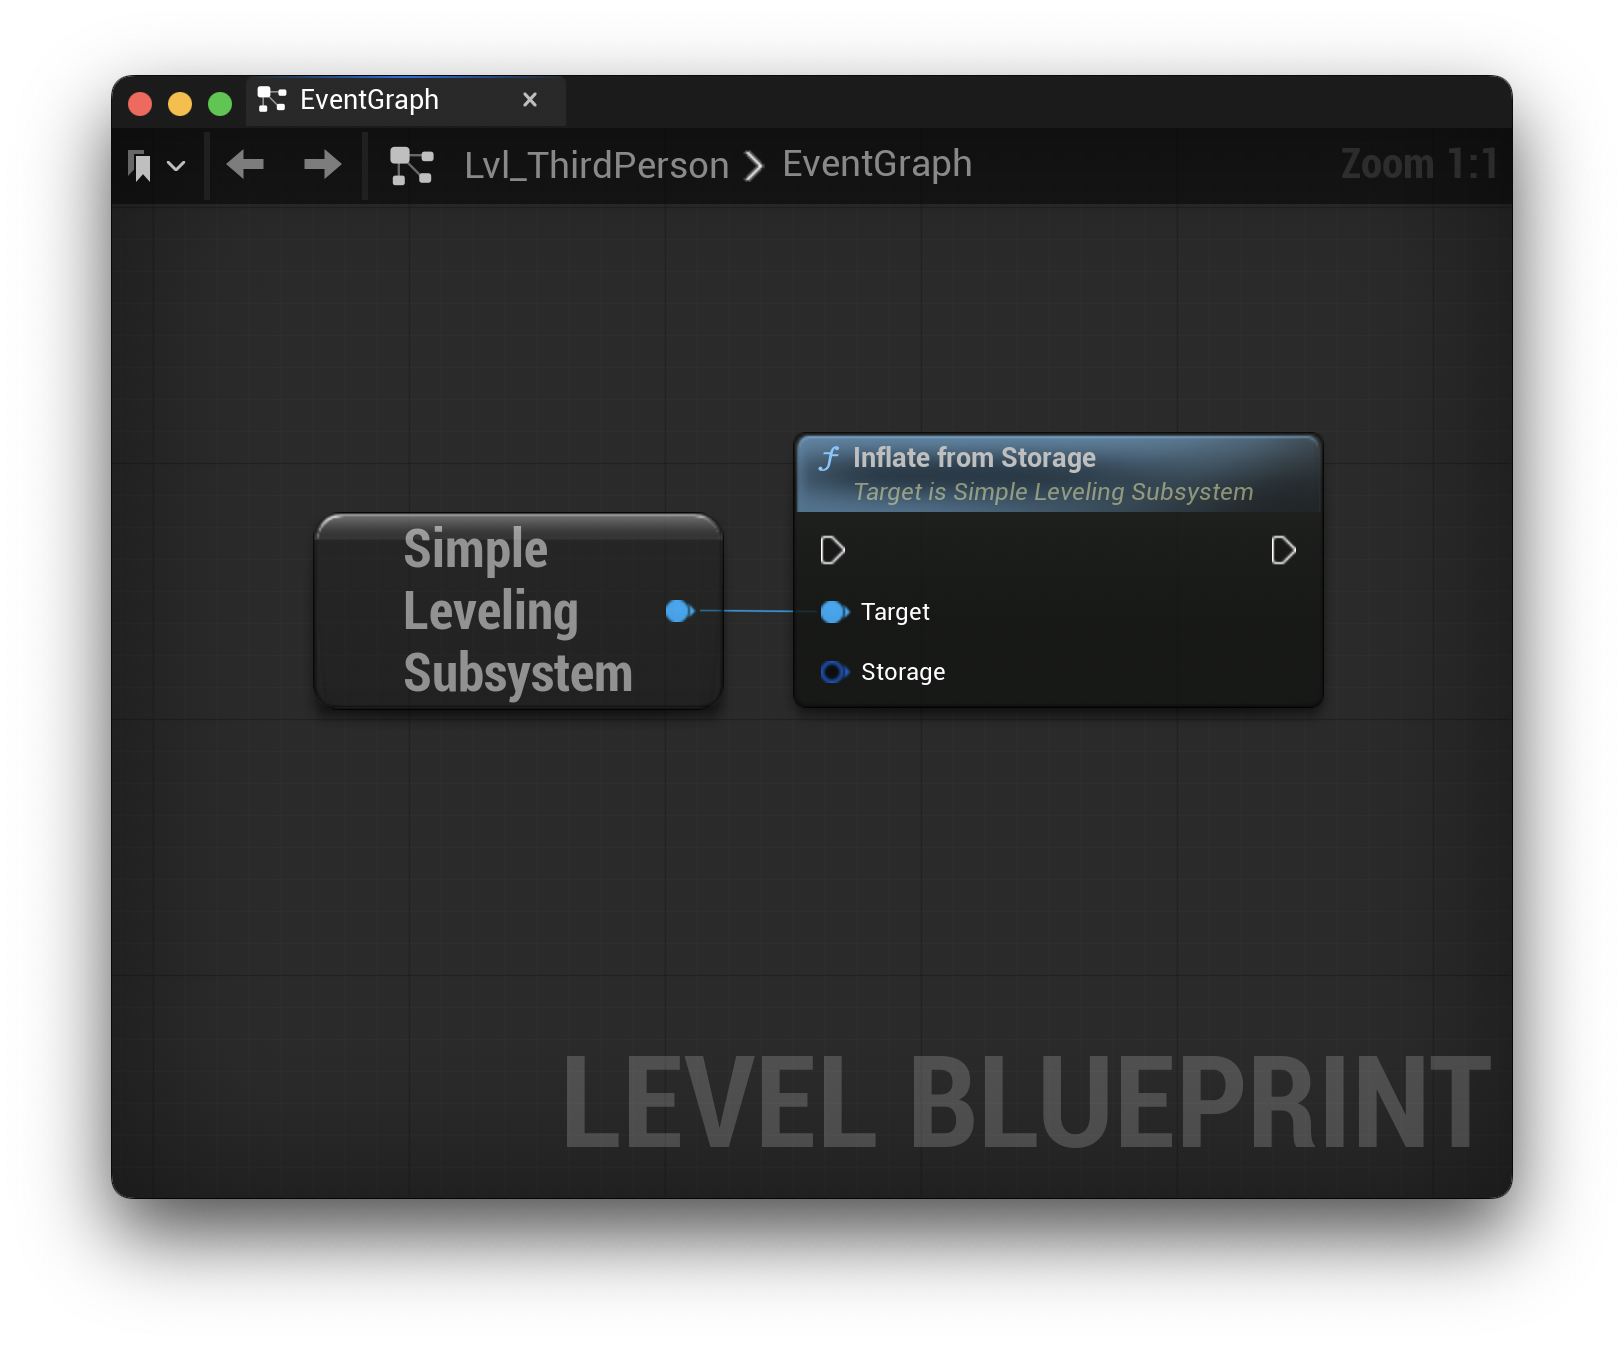 EventGraph
Lvl_ThirdPerson EventGraph
Zoom 1:1
Inflate from Storage
Target is Simple Leveling Subsystem
Simple
Leveling
Subsystem
Target
Storage
LEVEL BLUEPRINT